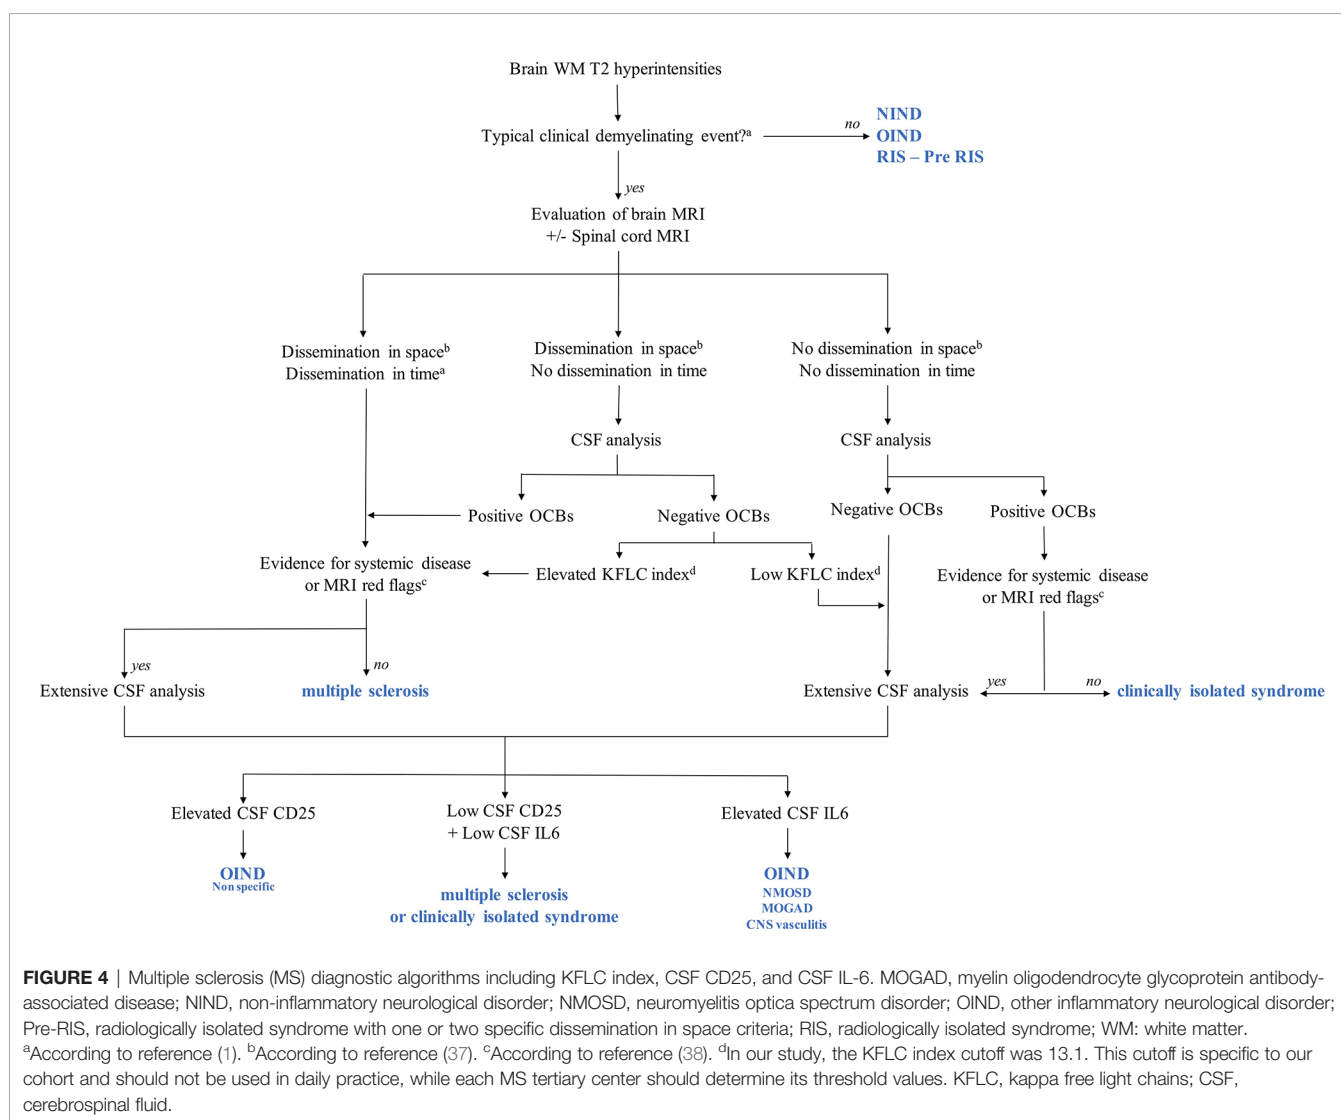 Brain WM T2 hyperintensities
Typical clinical demyelinating event?a
no
NIND
OIND
RIS – Pre RIS
yes
Evaluation of brain MRI
+/- Spinal cord MRI
Dissemination in spaceb
Dissemination in timea
Dissemination in spaceb
No dissemination in time
No dissemination in spaceb
No dissemination in time
CSF analysis
CSF analysis
Positive OCBs
Negative OCBs
Negative OCBs
Positive OCBs
Evidence for systemic disease
or MRI red flagsc
Elevated KFLC indexd
Low KFLC indexd
Evidence for systemic disease
or MRI red flagsc
yes
no
Extensive CSF analysis
multiple sclerosis
Extensive CSF analysis
yes
no
clinically isolated syndrome
Elevated CSF CD25
Low CSF CD25
+ Low CSF IL6
Elevated CSF IL6
OIND
Non specific
multiple sclerosis
or clinically isolated syndrome
OIND
NMOSD
MOGAD
CNS vasculitis
FIGURE 4 | Multiple sclerosis (MS) diagnostic algorithms including KFLC index, CSF CD25, and CSF IL-6. MOGAD, myelin oligodendrocyte glycoprotein antibody-
associated disease; NIND, non-inflammatory neurological disorder; NMOSD, neuromyelitis optica spectrum disorder; OIND, other inflammatory neurological disorder;
Pre-RIS, radiologically isolated syndrome with one or two specific dissemination in space criteria; RIS, radiologically isolated syndrome; WM: white matter.
aAccording to reference (1). bAccording to reference (37). cAccording to reference (38). dIn our study, the KFLC index cutoff was 13.1. This cutoff is specific to our
cohort and should not be used in daily practice, while each MS tertiary center should determine its threshold values. KFLC, kappa free light chains; CSF,
cerebrospinal fluid.